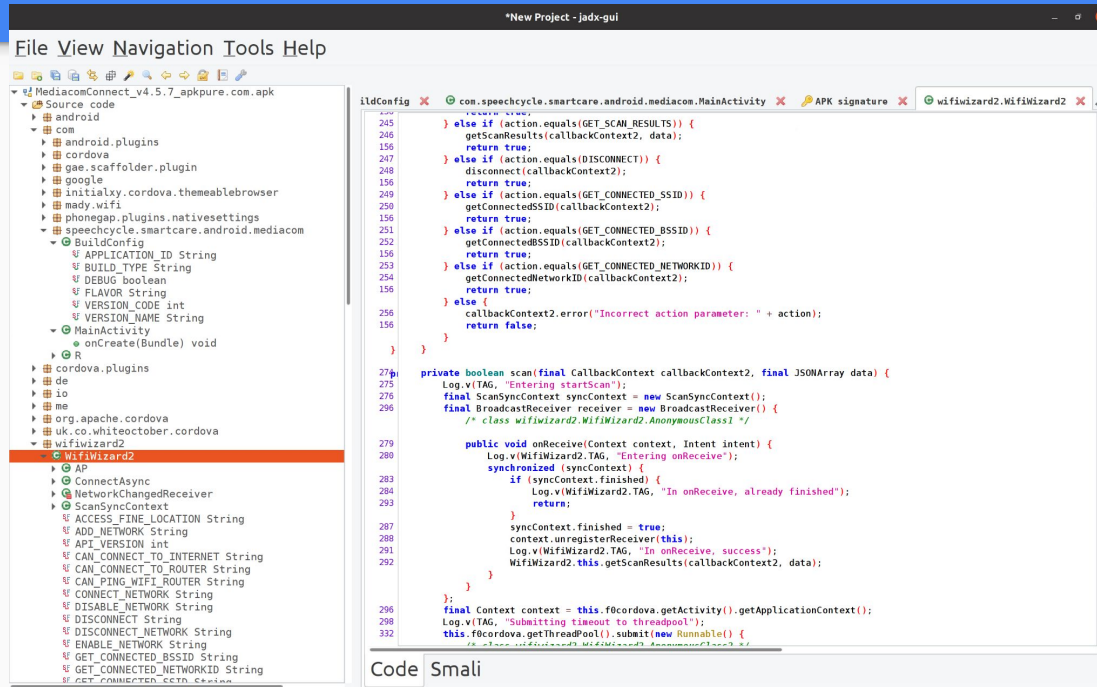 *New Project - jadx-gui
File View Navigation Tools Help
MediacomConnect_v4.5.7_apkpure.com.apk
Source code
android
com
android.plugins
cordova
gae.scaffolder.plugin
google
initialxy.cordova.themeablebrowser
mady.wifi
phonegap.plugins.nativesettings
speechcycle.smartcare.android.mediacom
BuildConfig
APPLICATION_ID String
BUILD_TYPE String
DEBUG boolean
FLAVOR String
VERSION_CODE int
VERSION_NAME String
MainActivity
onCreate(Bundle) void
R
cordova.plugins
de
io
me
org.apache.cordova
uk.co.whiteoctober.cordova
wifiwizard2
WifiWizard2
AP
ConnectAsync
NetworkChangedReceiver
ScanSyncContext
ACCESS_FINE_LOCATION String
ADD_NETWORK String
API_VERSION int
CAN_CONNECT_TO_INTERNET String
CAN_CONNECT_TO_ROUTER String
CAN_PING_WIFI_ROUTER String
CONNECT_NETWORK String
DISABLE_NETWORK String
DISCONNECT String
DISCONNECT_NETWORK String
ENABLE_NETWORK String
GET_CONNECTED_BSSID String
GET_CONNECTED_NETWORKID String
GET_CONNECTED_SSID String
ildConfig com.speechcycle.smartcare.android.mediacom.MainActivity APK signature wifiwizard2.WifiWizard2
return true;
245 } else if (action.equals(GET_SCAN_RESULTS)) {
246 getScanResults(callbackContext2, data);
156 return true;
247 } else if (action.equals(DISCONNECT)) {
248 disconnect(callbackContext2);
156 return true;
249 } else if (action.equals(GET_CONNECTED_SSID)) {
250 getConnectedSSID(callbackContext2);
156 return true;
251 } else if (action.equals(GET_CONNECTED_BSSID)) {
252 getConnectedBSSID(callbackContext2);
156 return true;
253 } else if (action.equals(GET_CONNECTED_NETWORKID)) {
254 getConnectedNetworkID(callbackContext2);
156 return true;
} else {
256 callbackContext2.error("Incorrect action parameter: " + action);
156 return false;
}
} }
private boolean scan(final CallbackContext callbackContext2, final JSONArray data) {
275 Log.v(TAG, "Entering startScan");
276 final ScanSyncContext syncContext = new ScanSyncContext();
296 final BroadcastReceiver receiver = new BroadcastReceiver() {
/* class wifiwizard2.WifiWizard2.AnonymousClass1 */
279 public void onReceive(Context context, Intent intent) {
280 Log.v(WifiWizard2.TAG, "Entering onReceive");
synchronized (syncContext) {
283 if (syncContext.finished) {
284 Log.v(WifiWizard2.TAG, "In onReceive, already finished");
293 return;
}
287 syncContext.finished = true;
288 context.unregisterReceiver(this);
291 Log.v(WifiWizard2.TAG, "In onReceive, success");
292 WifiWizard2.this.getScanResults(callbackContext2, data);
}
}
};
296 final Context context = this.f0cordova.getActivity().getApplicationContext();
298 Log.v(TAG, "Submitting timeout to threadpool");
332 this.f0cordova.getThreadPool().submit(new Runnable() {
/* class wifiwizard2.WifiWizard2.AnonymousClass2 */
Code Smali